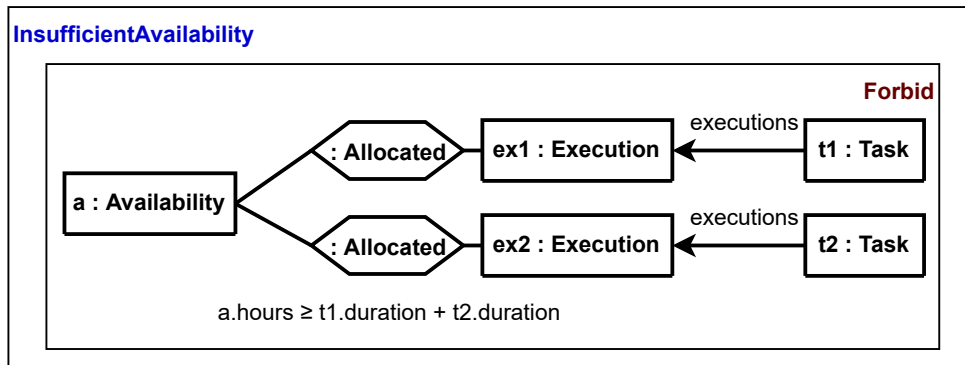 InsufficientAvailability
Forbid
executions
: Allocated
ex1 : Execution
t1 : Task
a : Availability
executions
: Allocated
ex2 : Execution
t2 : Task
a.hours ≥ t1.duration + t2.duration